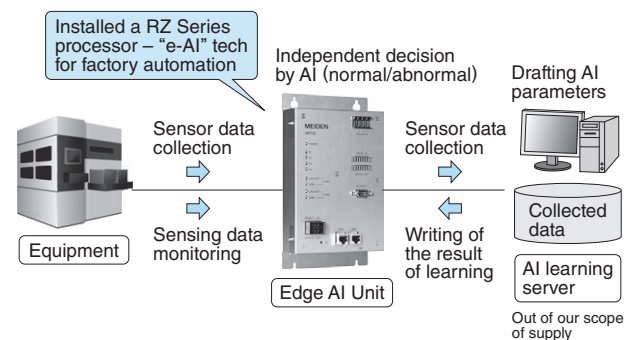 Installed a RZ Series
processor – “e-AI” tech
for factory automation
Independent decision
by AI (normal/abnormal)
Drafting AI
parameters
Sensor data
collection
MEIDEN
Sensor data
collection
Sensing data
monitoring
Writing of
the result
of learning
Collected
data
Equipment
Edge AI Unit
AI learning
server
Out of our scope
of supply